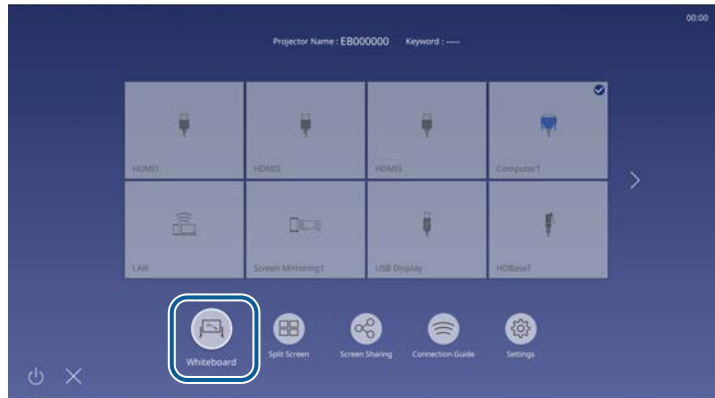 00:00
Projector Name : EB000000 Keyword : ----
HDMI1 HDMI2 HDMI3 Computer1
LAN Screen Mirroring1 USB Display HDBaseT
Whiteboard Split Screen Screen Sharing Connection Guide Settings